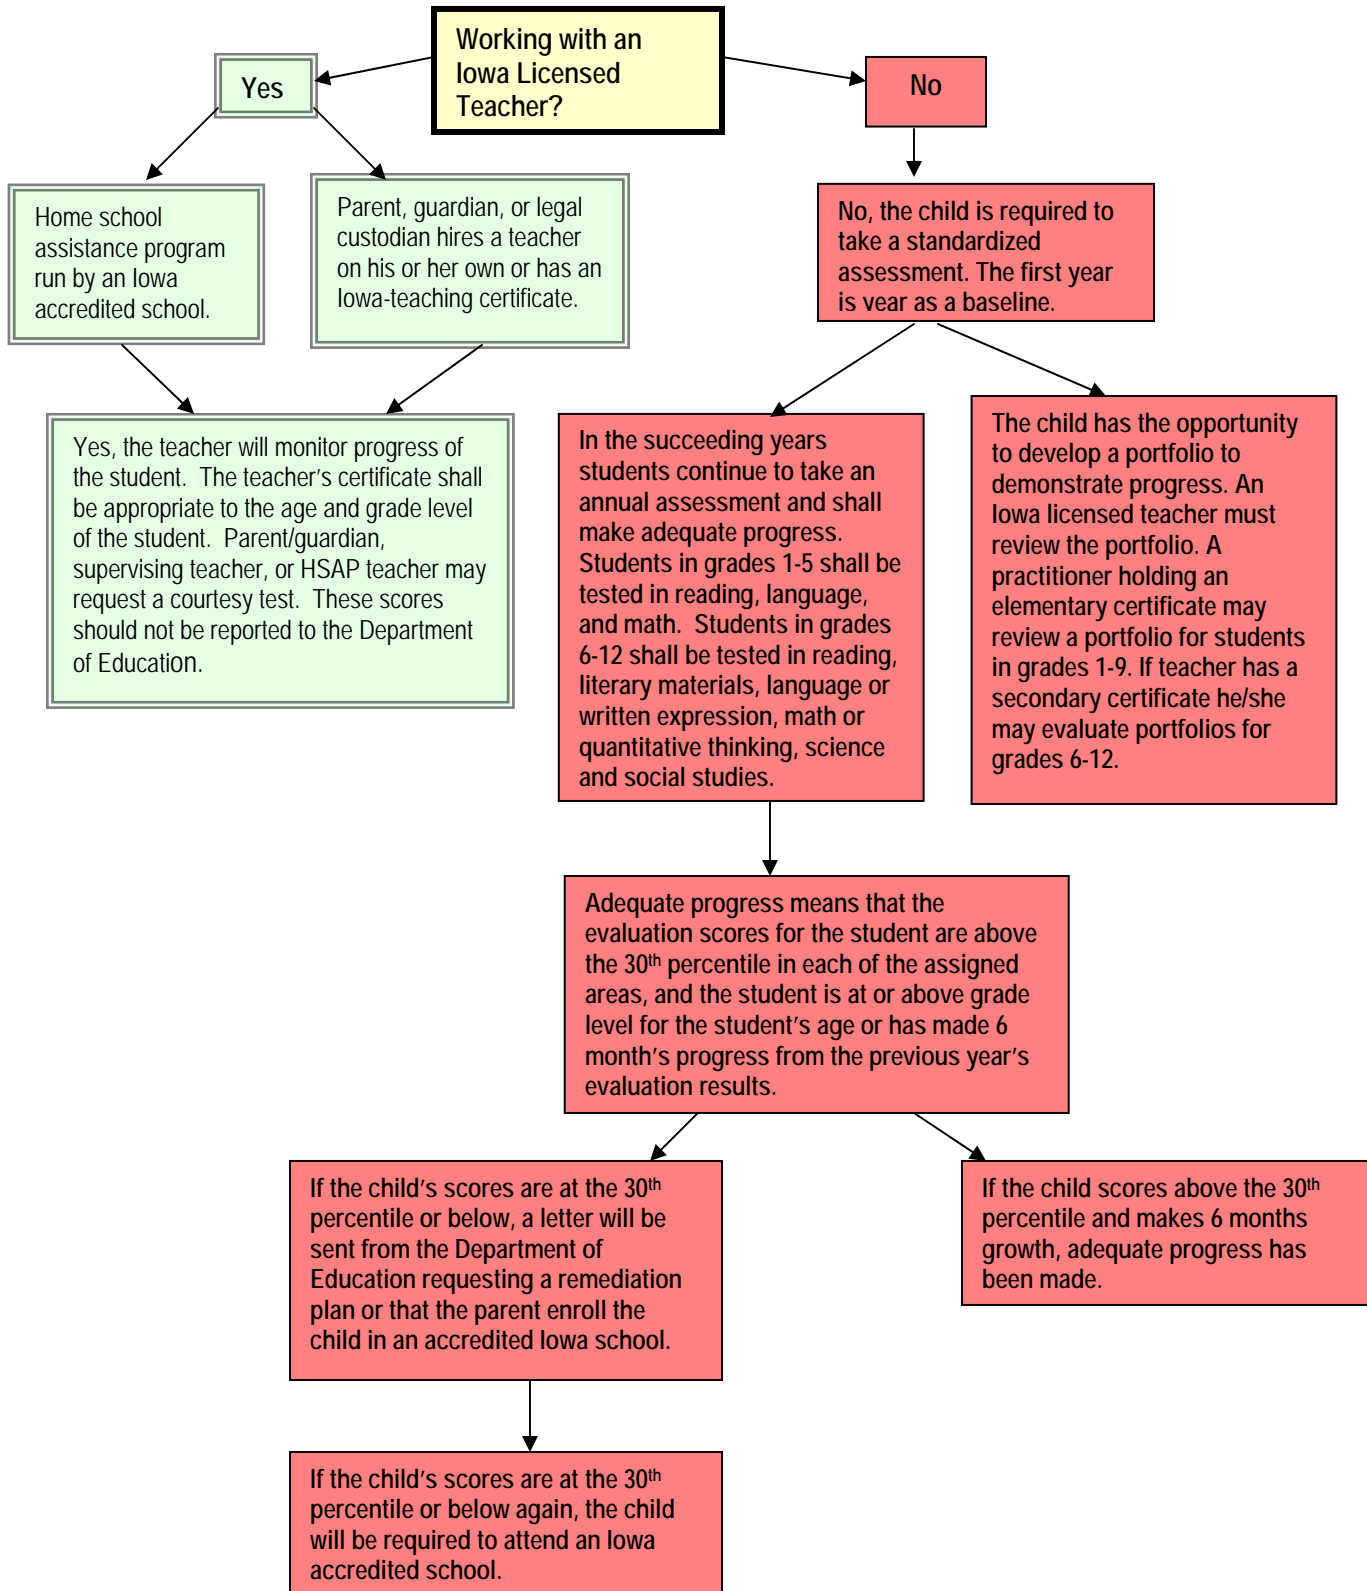 Working with an
Iowa Licensed
Teacher?
Yes
No
Home school
assistance program
run by an Iowa
accredited school.
Parent, guardian, or legal
custodian hires a teacher
on his or her own or has an
Iowa-teaching certificate.
No, the child is required to
take a standardized
assessment. The first year
is vear as a baseline.
Yes, the teacher will monitor progress of
the student. The teacher's certificate shall
be appropriate to the age and grade level
of the student. Parent/guardian,
supervising teacher, or HSAP teacher may
request a courtesy test. These scores
should not be reported to the Department
of Education.
In the succeeding years
students continue to take an
annual assessment and shall
make adequate progress.
Students in grades 1-5 shall be
tested in reading, language,
and math. Students in grades
6-12 shall be tested in reading,
literary materials, language or
written expression, math or
quantitative thinking, science
and social studies.
The child has the opportunity
to develop a portfolio to
demonstrate progress. An
Iowa licensed teacher must
review the portfolio. A
practitioner holding an
elementary certificate may
review a portfolio for students
in grades 1-9. If teacher has a
secondary certificate he/she
may evaluate portfolios for
grades 6-12.
Adequate progress means that the
evaluation scores for the student are above
the 30th percentile in each of the assigned
areas, and the student is at or above grade
level for the student's age or has made 6
month's progress from the previous year's
evaluation results.
If the child's scores are at the 30th
percentile or below, a letter will be
sent from the Department of
Education requesting a remediation
plan or that the parent enroll the
child in an accredited Iowa school.
If the child scores above the 30th
percentile and makes 6 months
growth, adequate progress has
been made.
If the child's scores are at the 30th
percentile or below again, the child
will be required to attend an Iowa
accredited school.